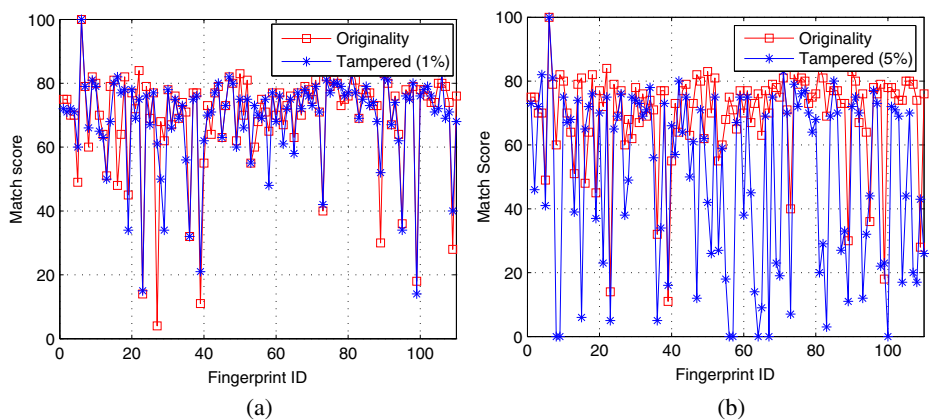 100
80
60
40
20
0
0 20 40 60 80 100
Match Score
Fingerprint ID
Originality
Tampered (1%)
(a)
100
80
60
40
20
0
0 20 40 60 80 100
Match Score
Fingerprint ID
Originality
Tampered (5%)
(b)